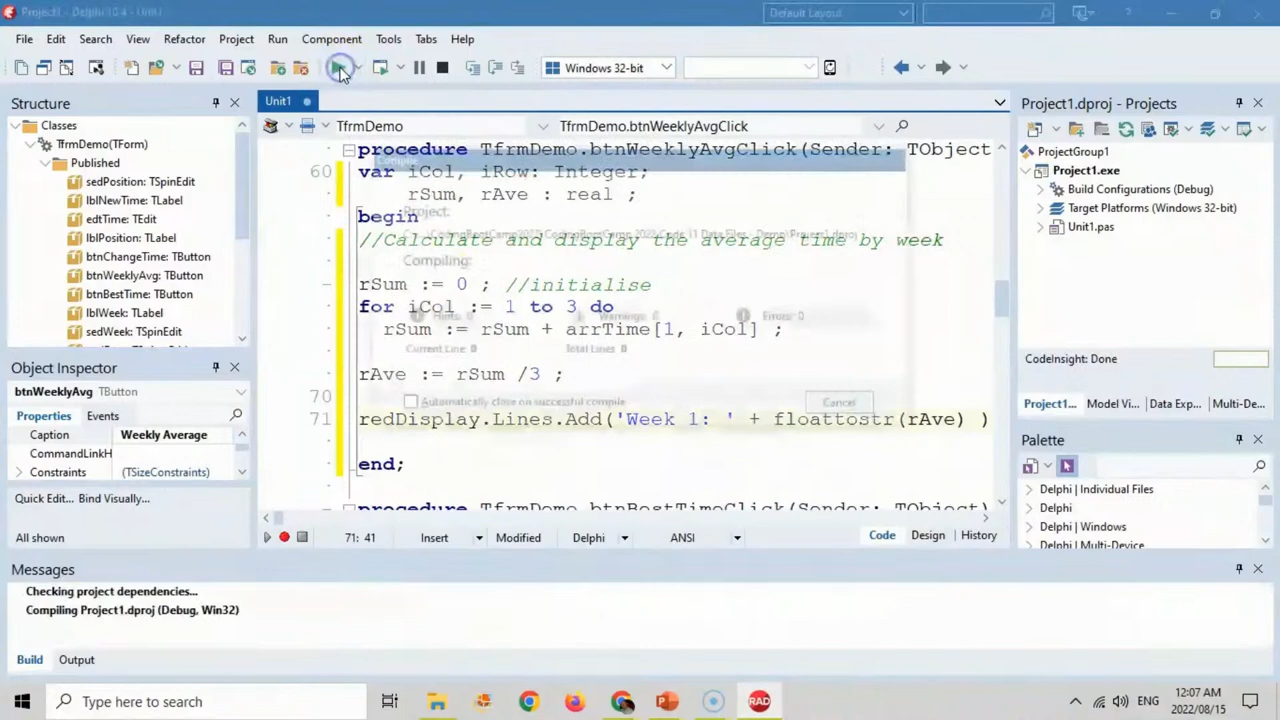 Project1 - Delphi 10.4 - Unit1
Default Layout
File Edit Search View Refactor Project Run Component Tools Tabs Help
Windows 32-bit
Structure
Classes
TfrmDemo(TForm)
Published
sedPosition: TSpinEdit
lblNewTime: TLabel
edtTime: TEdit
lblPosition: TLabel
btnChangeTime: TButton
btnWeeklyAvg: TButton
btnBestTime: TButton
lblWeek: TLabel
sedWeek: TSpinEdit
Object Inspector
btnWeeklyAvg TButton
Properties Events
Caption Weekly Average
CommandLinkH
Constraints (TSizeConstraints)
Quick Edit... Bind Visually...
All shown
Unit1
TfrmDemo TfrmDemo.btnWeeklyAvgClick
procedure TfrmDemo.btnWeeklyAvgClick(Sender: TObject
60 var iCol, iRow: Integer;
rSum, rAve : real ;
begin
//Calculate and display the average time by week
rSum := 0 ; //initialise
for iCol := 1 to 3 do
rSum := rSum + arrTime[1, iCol] ;
rAve := rSum /3 ;
70
71 redDisplay.Lines.Add('Week 1: ' + floattostr(rAve) )
end;
procedure TfrmDemo.btnBestTimeClick(Sender: TObject)
Compile
Project:
Compiling:
Hints: 0 Warnings: 0 Errors: 0
Current Line: 0 Total Lines: 0
Automatically close on successful compile
Cancel
71: 41 Insert Modified Delphi ANSI Code Design History
Project1.dproj - Projects
ProjectGroup1
Project1.exe
Build Configurations (Debug)
Target Platforms (Windows 32-bit)
Unit1.pas
CodeInsight: Done
Project1... Model Vi... Data Exp... Multi-De...
Palette
Delphi | Individual Files
Delphi
Delphi | Windows
Delphi | Multi-Device
Messages
Checking project dependencies...
Compiling Project1.dproj (Debug, Win32)
Build Output
Type here to search
RAD
ENG
12:07 AM
2022/08/15